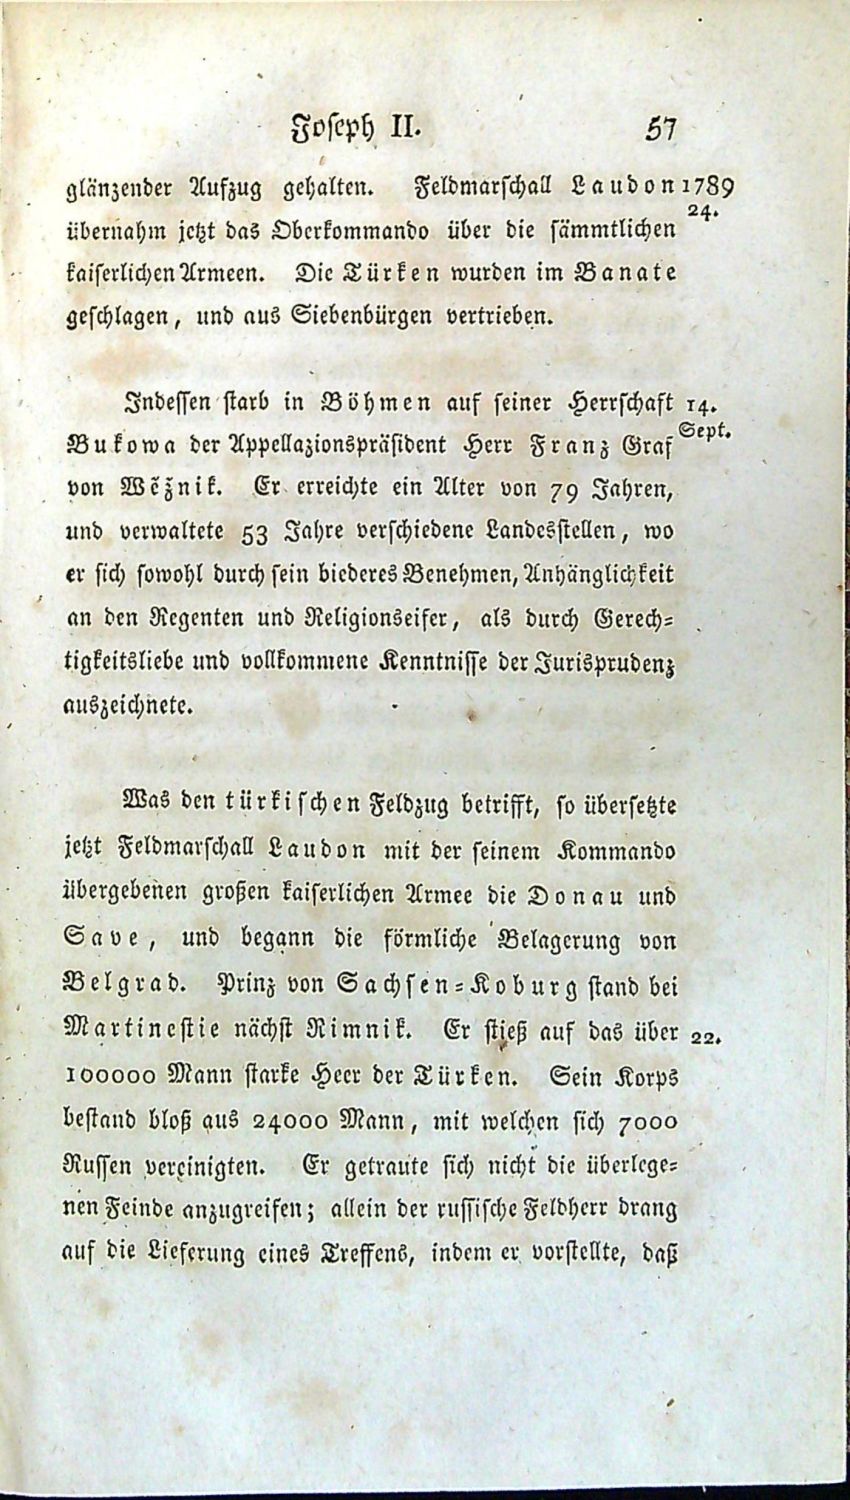 Joseph II. 57
glänzender Aufzug gehalten. Feldmarschall Laudon 1789
24.
übernahm jetzt das Oberkommando über die sämmtlichen
kaiserlichen Armeen. Die Türken wurden im Banate
geschlagen, und aus Siebenbürgen vertrieben.
Indessen starb in Böhmen auf seiner Herrschaft 14.
Sept.
Bukowa der Appellazionspräsident Herr Franz Graf
von Wěžnik. Er erreichte ein Alter von 79 Jahren,
und verwaltete 53 Jahre verschiedene Landesstellen, wo
er sich sowohl durch sein biederes Benehmen, Anhänglichkeit
an den Regenten und Religionseifer, als durch Gerech-
tigkeitsliebe und vollkommene Kenntnisse der Jurisprudenz
auszeichnete.
Was den türkischen Feldzug betrifft, so übersetzte
jetzt Feldmarschall Laudon mit der seinem Kommando
übergebenen großen kaiserlichen Armee die Donau und
Save, und begann die förmliche Belagerung von
Belgrad. Prinz von Sachsen-Koburg stand bei
Martinestie nächst Rimnik. Er stieß auf das über 22.
100000 Mann starke Heer der Türken. Sein Korps
bestand bloß aus 24000 Mann, mit welchen sich 7000
Russen vereinigten. Er getraute sich nicht die überlege-
nen Feinde anzugreifen; allein der russische Feldherr drang
auf die Lieferung eines Treffens, indem er vorstellte, daß